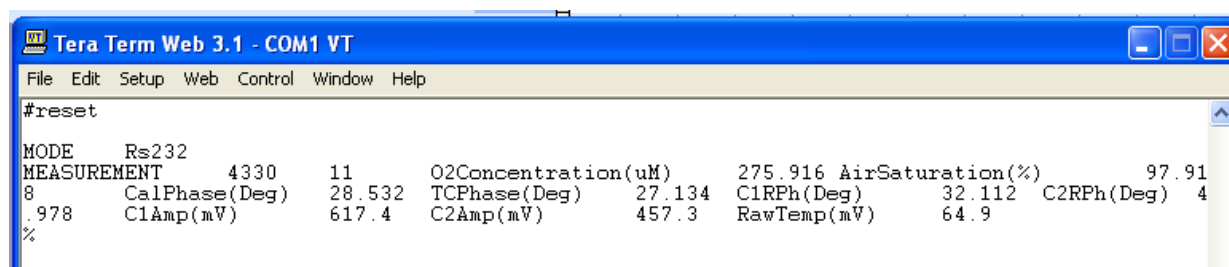 Tera Term Web 3.1 - COM1 VT
File Edit Setup Web Control Window Help
#reset
MODE Rs232
MEASUREMENT 4330 11 O2Concentration(uM) 275.916 AirSaturation(%) 97.91
8 CalPhase(Deg) 28.532 TCPhase(Deg) 27.134 C1RPh(Deg) 32.112 C2RPh(Deg) 4
.978 C1Amp(mV) 617.4 C2Amp(mV) 457.3 RawTemp(mV) 64.9
%